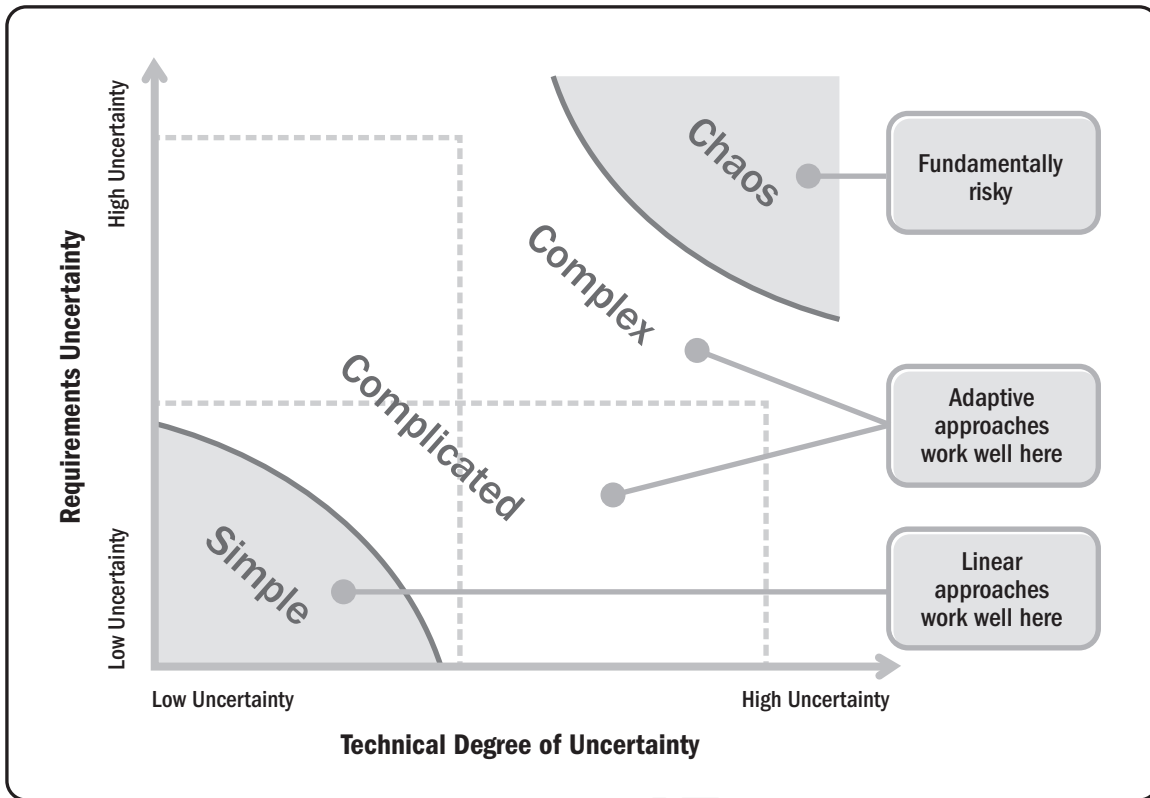 High Uncertainty
Requirements Uncertainty
Low Uncertainty
Chaos
Complex
Complicated
Simple
Fundamentally
risky
Adaptive
approaches
work well here
Linear
approaches
work well here
Low Uncertainty
High Uncertainty
Technical Degree of Uncertainty